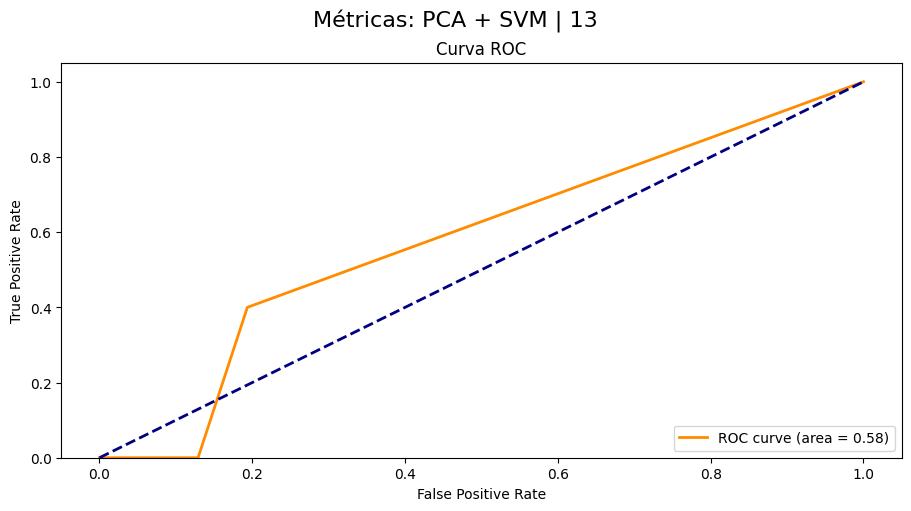 Métricas: PCA + SVM | 13
Curva ROC
True Positive Rate
1.0
0.8
0.6
0.4
0.2
0.0
0.0 0.2 0.4 0.6 0.8 1.0
False Positive Rate
ROC curve (area = 0.58)